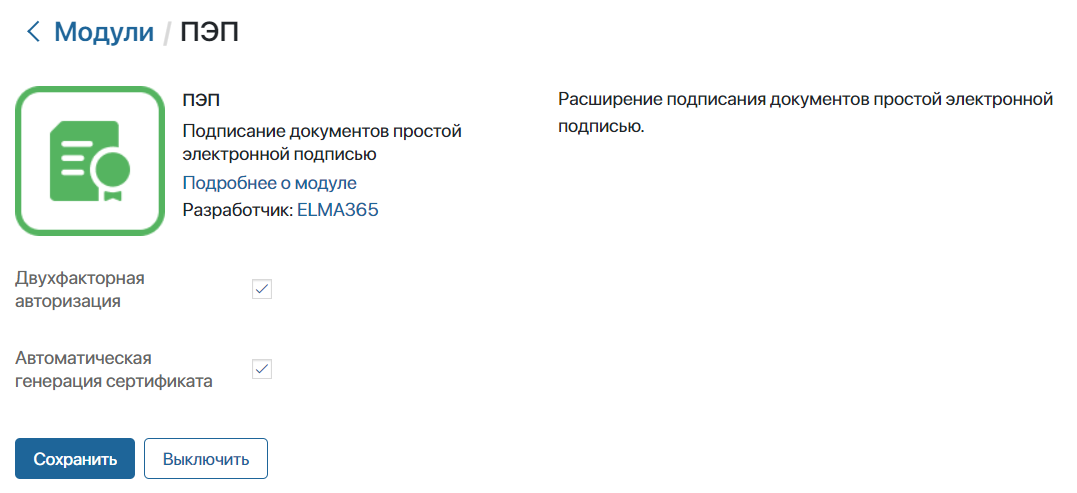 Модули / ПЭП
ПЭП
Подписание документов простой
электронной подписью
Подробнее о модуле
Разработчик: ELMA365
Расширение подписания документов простой электронной
подписью.
Двухфакторная
авторизация
Автоматическая
генерация сертификата
Сохранить
Выключить